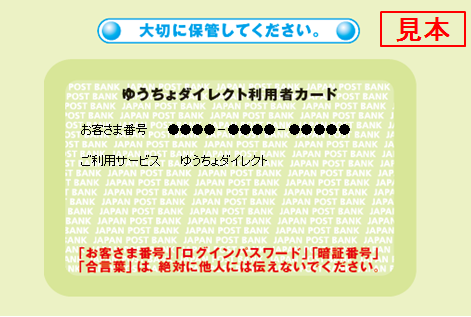 大切に保管してください。
見本
ゆうちょダイレクト利用者カード
お客さま番号 ●●●●-●●●●-●●●●●
ご利用サービス ゆうちょダイレクト
「お客さま番号」「ログインパスワード」「暗証番号」
「合言葉」は、絶対に他人には伝えないでください。
JAPAN POST BANK